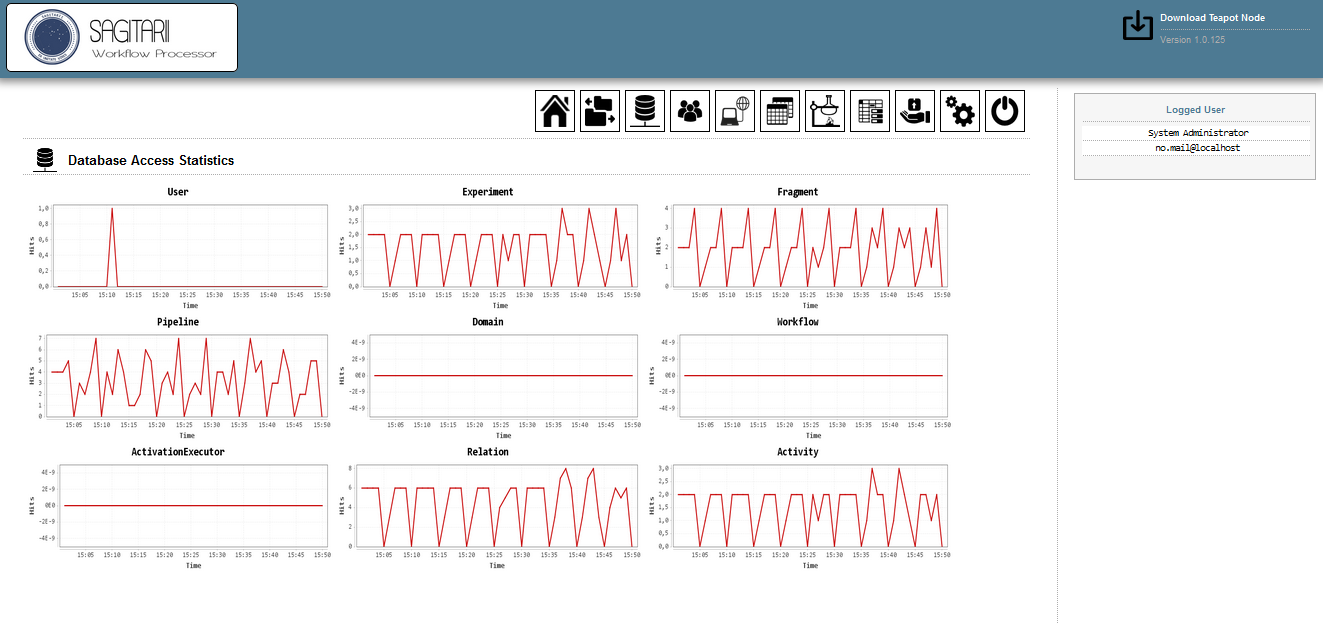 SAGITARII
Workflow Processor
Download Teapot Node
Version 1.0.125
Logged User
System Administrator
no.mail@localhost
Database Access Statistics
User
Hits
1,0
0,8
0,6
0,4
0,2
0,0
15:05 15:10 15:15 15:20 15:25 15:30 15:35 15:40 15:45 15:50
Time
Experiment
Hits
3,0
2,5
2,0
1,5
1,0
0,5
0,0
15:05 15:10 15:15 15:20 15:25 15:30 15:35 15:40 15:45 15:50
Time
Fragment
Hits
4
3
2
1
0
15:05 15:10 15:15 15:20 15:25 15:30 15:35 15:40 15:45 15:50
Time
Pipeline
Hits
7
6
5
4
3
2
1
0
15:05 15:10 15:15 15:20 15:25 15:30 15:35 15:40 15:45 15:50
Time
Domain
Hits
4E-9
2E-9
0E0
-2E-9
-4E-9
15:05 15:10 15:15 15:20 15:25 15:30 15:35 15:40 15:45 15:50
Time
Workflow
Hits
4E-9
2E-9
0E0
-2E-9
-4E-9
15:05 15:10 15:15 15:20 15:25 15:30 15:35 15:40 15:45 15:50
Time
ActivationExecutor
Hits
4E-9
2E-9
0E0
-2E-9
-4E-9
15:05 15:10 15:15 15:20 15:25 15:30 15:35 15:40 15:45 15:50
Time
Relation
Hits
8
6
4
2
0
15:05 15:10 15:15 15:20 15:25 15:30 15:35 15:40 15:45 15:50
Time
Activity
Hits
3,0
2,5
2,0
1,5
1,0
0,5
0,0
15:05 15:10 15:15 15:20 15:25 15:30 15:35 15:40 15:45 15:50
Time